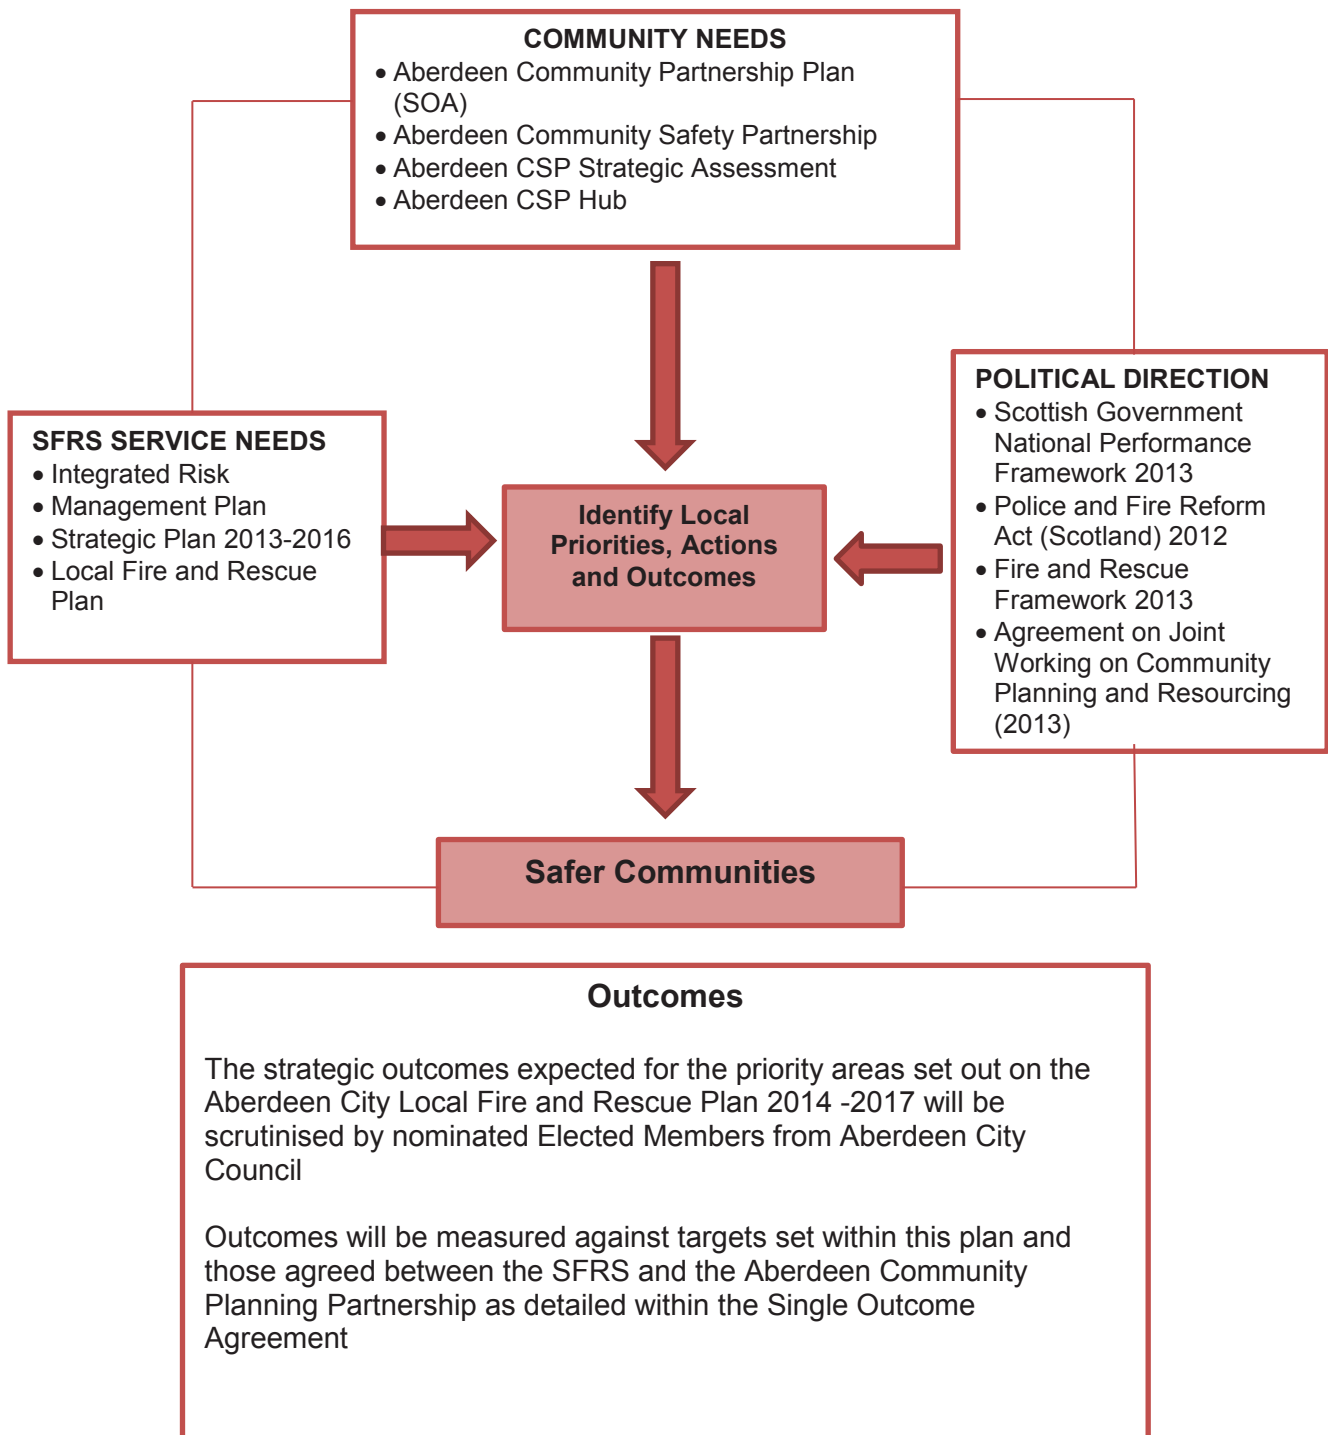 COMMUNITY NEEDS
• Aberdeen Community Partnership Plan
(SOA)
• Aberdeen Community Safety Partnership
• Aberdeen CSP Strategic Assessment
• Aberdeen CSP Hub
SFRS SERVICE NEEDS
• Integrated Risk
• Management Plan
• Strategic Plan 2013-2016
• Local Fire and Rescue
Plan
Identify Local
Priorities, Actions
and Outcomes
POLITICAL DIRECTION
• Scottish Government
National Performance
Framework 2013
• Police and Fire Reform
Act (Scotland) 2012
• Fire and Rescue
Framework 2013
• Agreement on Joint
Working on Community
Planning and Resourcing
(2013)
Safer Communities
Outcomes
The strategic outcomes expected for the priority areas set out on the
Aberdeen City Local Fire and Rescue Plan 2014 -2017 will be
scrutinised by nominated Elected Members from Aberdeen City
Council
Outcomes will be measured against targets set within this plan and
those agreed between the SFRS and the Aberdeen Community
Planning Partnership as detailed within the Single Outcome
Agreement